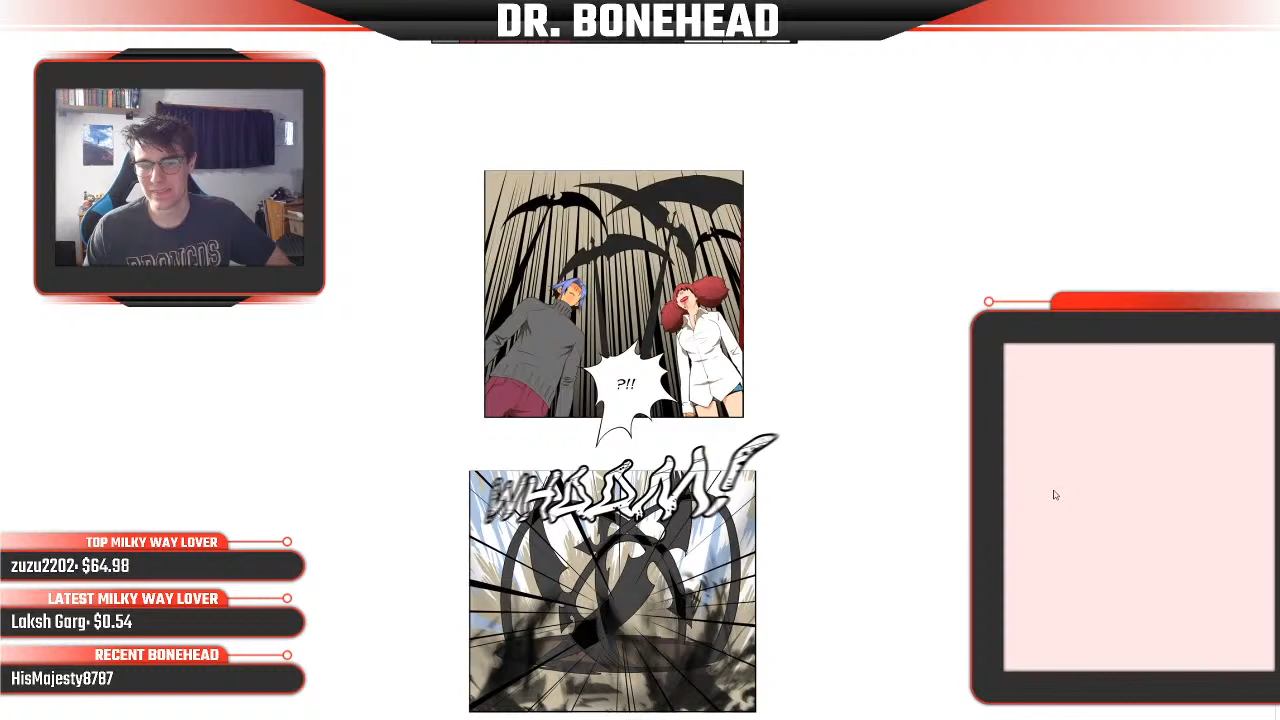 DR. BONEHEAD
BRONCOS
?!!
WHOOM!
TOP MILKY WAY LOVER
zuzu2202• $64.98
LATEST MILKY WAY LOVER
Laksh Garg• $0.54
RECENT BONEHEAD
HisMajesty8787